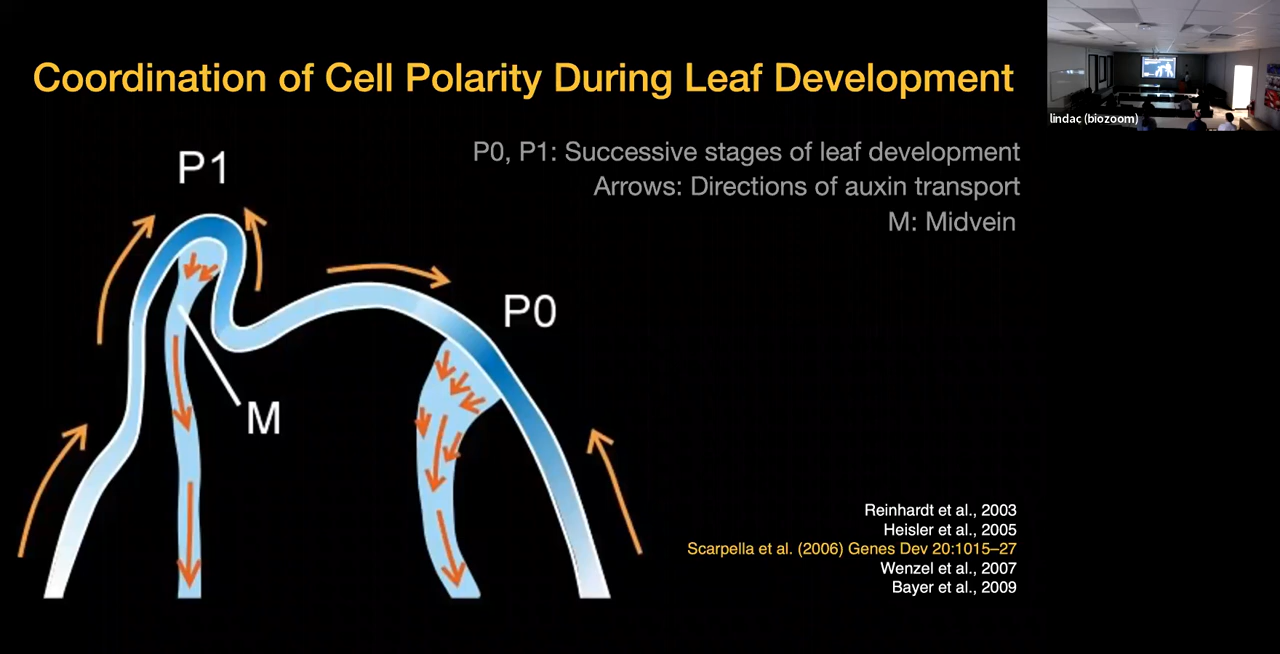 Coordination of Cell Polarity During Leaf Development
lindac (biozoom)
P1
P0, P1: Successive stages of leaf development
Arrows: Directions of auxin transport
M: Midvein
P0
M
Reinhardt et al., 2003
Heisler et al., 2005
Scarpella et al. (2006) Genes Dev 20:1015–27
Wenzel et al., 2007
Bayer et al., 2009